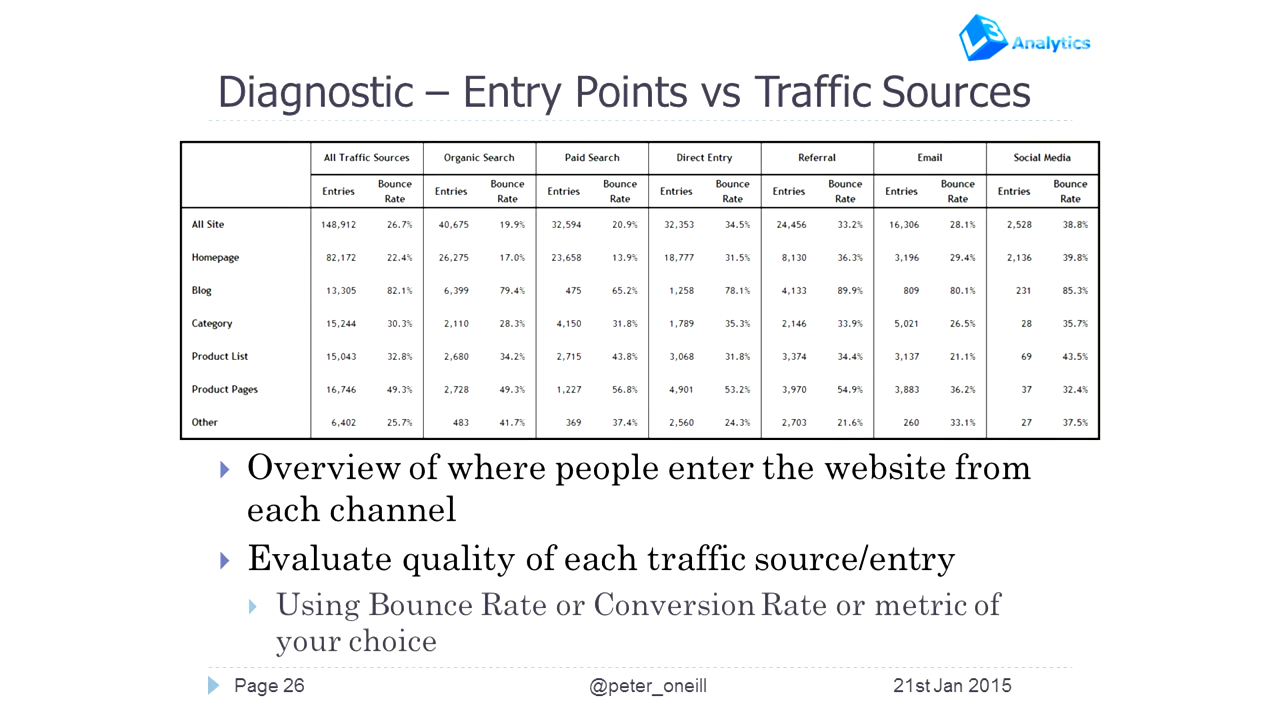 L3 Analytics
Diagnostic – Entry Points vs Traffic Sources
All Traffic Sources Organic Search Paid Search Direct Entry Referral Email Social Media
Entries Bounce Rate Entries Bounce Rate Entries Bounce Rate Entries Bounce Rate Entries Bounce Rate Entries Bounce Rate Entries Bounce Rate
All Site 148,912 26.7% 40,675 19.9% 32,594 20.9% 32,353 34.5% 24,456 33.2% 16,306 28.1% 2,528 38.8%
Homepage 82,172 22.4% 26,275 17.0% 23,658 13.9% 18,777 31.5% 8,130 36.3% 3,196 29.4% 2,136 39.8%
Blog 13,305 82.1% 6,399 79.4% 475 65.2% 1,258 78.1% 4,133 89.9% 809 80.1% 231 85.3%
Category 15,244 30.3% 2,110 28.3% 4,150 31.8% 1,789 35.3% 2,146 33.9% 5,021 26.5% 28 35.7%
Product List 15,043 32.8% 2,680 34.2% 2,715 43.8% 3,068 31.8% 3,374 34.4% 3,137 21.1% 69 43.5%
Product Pages 16,746 49.3% 2,728 49.3% 1,227 56.8% 4,901 53.2% 3,970 54.9% 3,883 36.2% 37 32.4%
Other 6,402 25.7% 483 41.7% 369 37.4% 2,560 24.3% 2,703 21.6% 260 33.1% 27 37.5%
Overview of where people enter the website from
each channel
Evaluate quality of each traffic source/entry
Using Bounce Rate or Conversion Rate or metric of
your choice
Page 26 @peter_oneill 21st Jan 2015